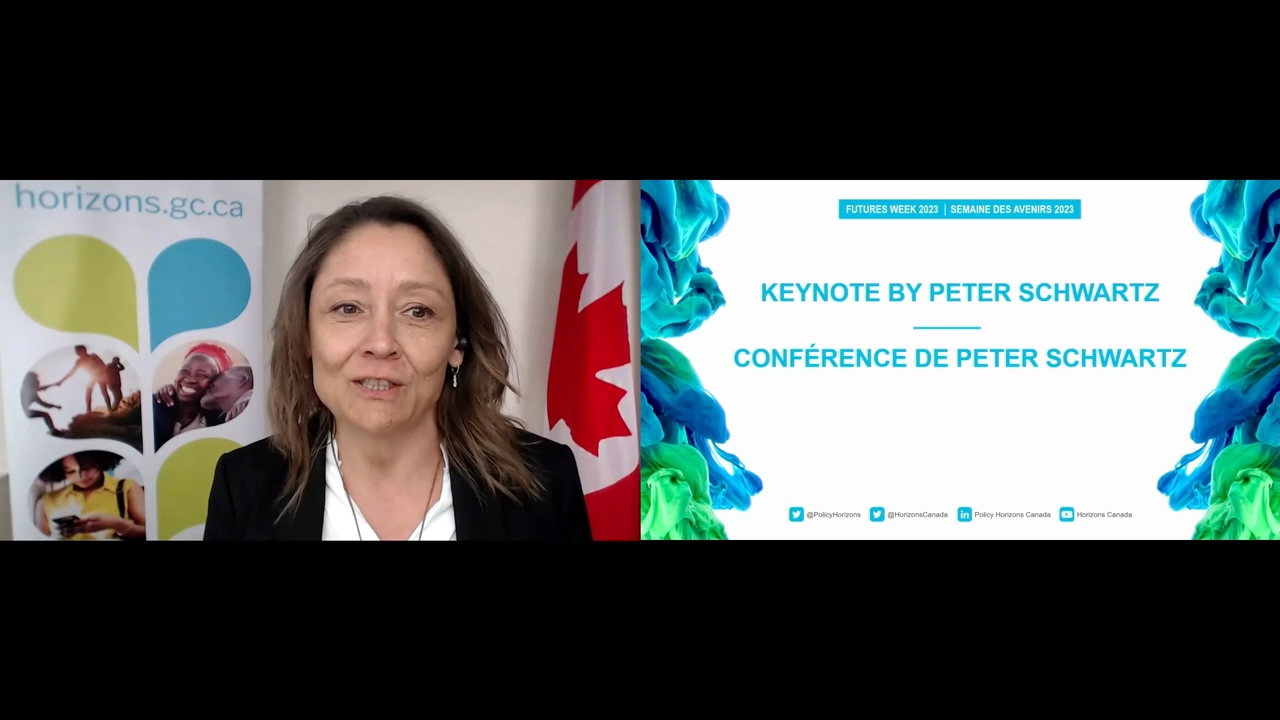 horizons.gc.ca
FUTURES WEEK 2023 | SEMAINE DES AVENIRS 2023
KEYNOTE BY PETER SCHWARTZ
CONFÉRENCE DE PETER SCHWARTZ
@PolicyHorizons @HorizonsCanada Policy Horizons Canada Horizons Canada